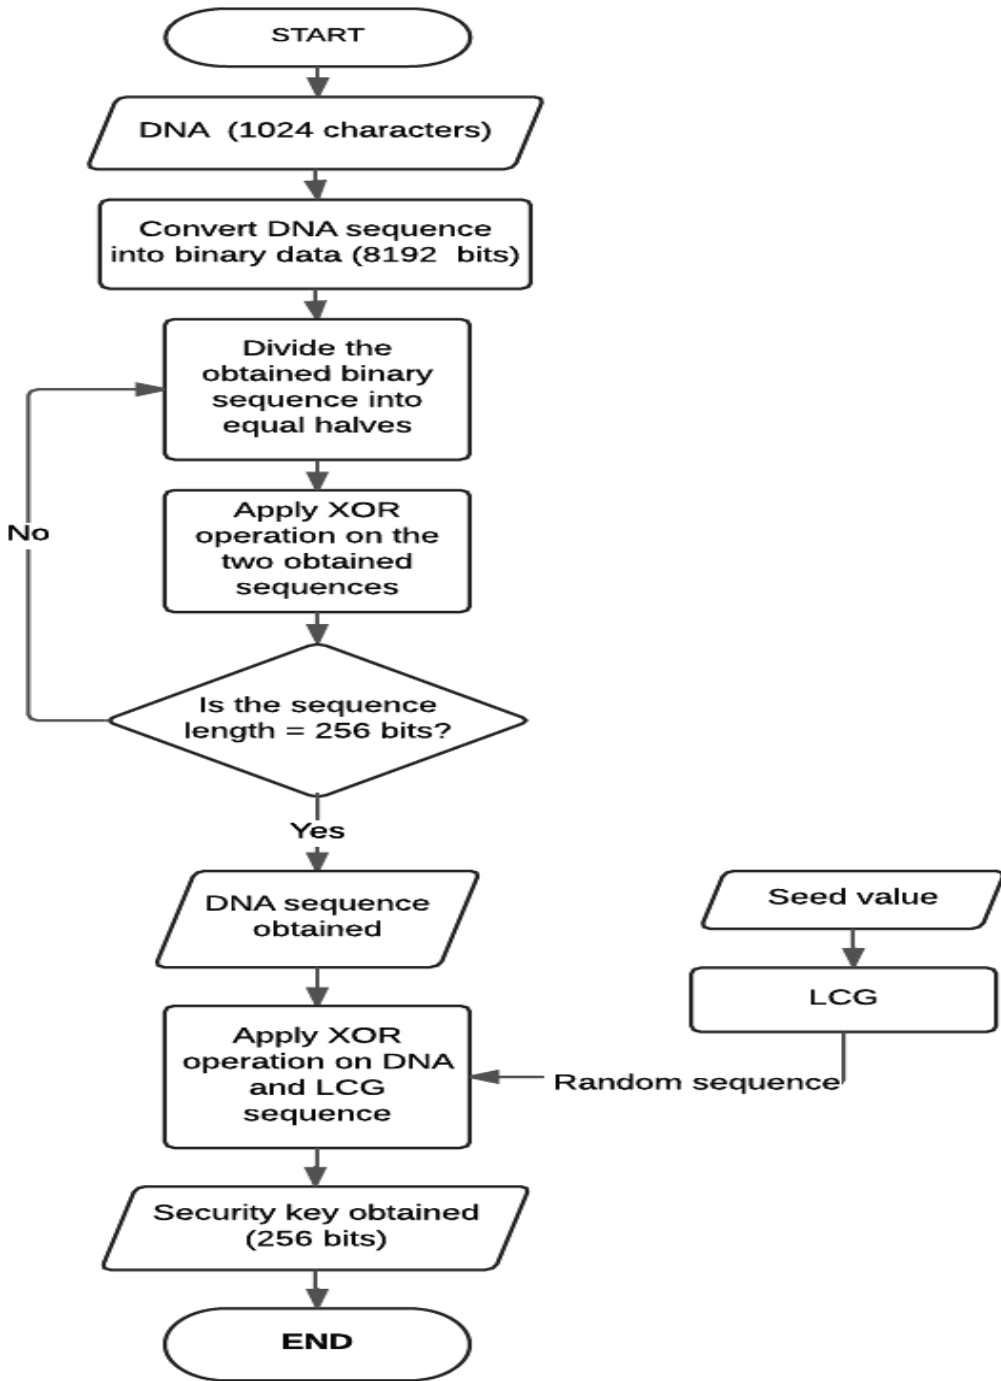 START
DNA (1024 characters)
Convert DNA sequence
into binary data (8192 bits)
Divide the
obtained binary
sequence into
equal halves
Apply XOR
operation on the
two obtained
sequences
No
Is the sequence
length = 256 bits?
Yes
DNA sequence
obtained
Seed value
LCG
Apply XOR
operation on DNA
and LCG
sequence
Random sequence
Security key obtained
(256 bits)
END